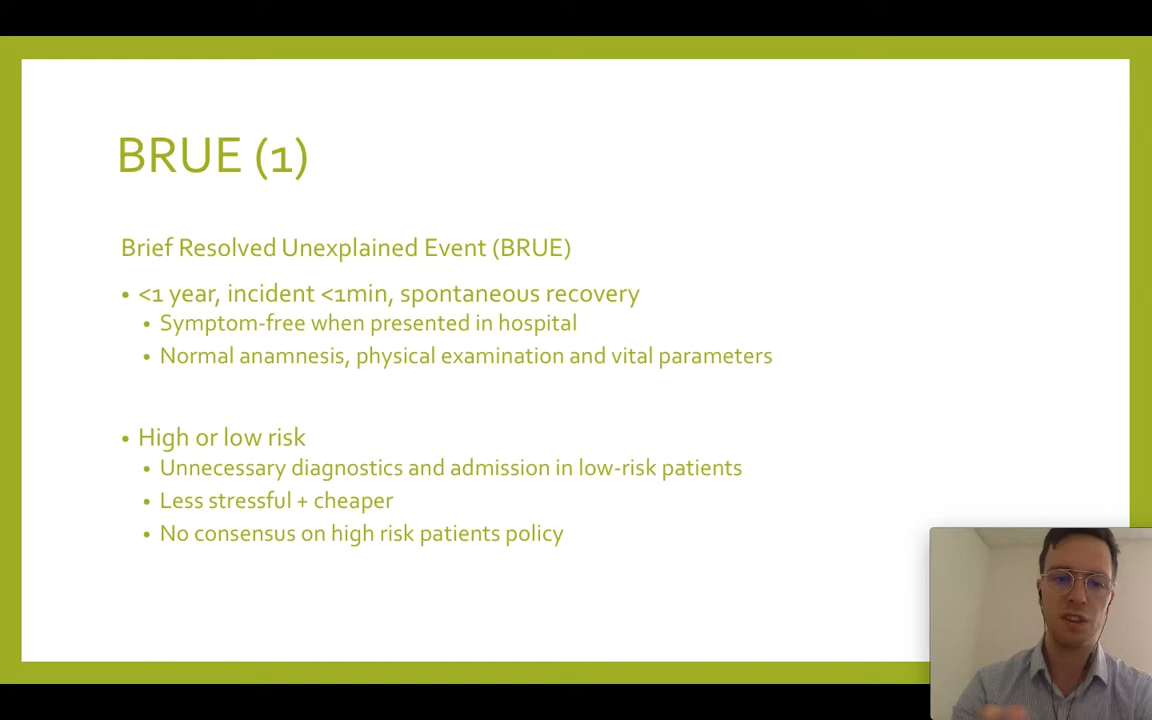 BRUE (1)
Brief Resolved Unexplained Event (BRUE)
• <1 year, incident <1min, spontaneous recovery
• Symptom-free when presented in hospital
• Normal anamnesis, physical examination and vital parameters
• High or low risk
• Unnecessary diagnostics and admission in low-risk patients
• Less stressful + cheaper
• No consensus on high risk patients policy